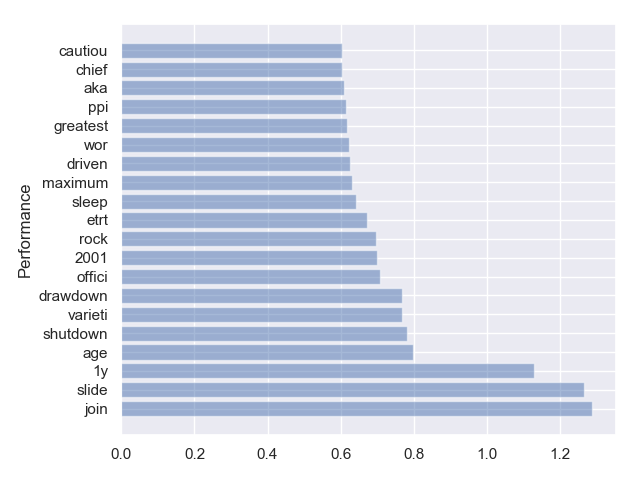 cautiou
chief
aka
ppi
greatest
wor
driven
maximum
sleep
etrt
rock
2001
offici
drawdown
varieti
shutdown
age
1y
slide
join
Performance
0.0 0.2 0.4 0.6 0.8 1.0 1.2